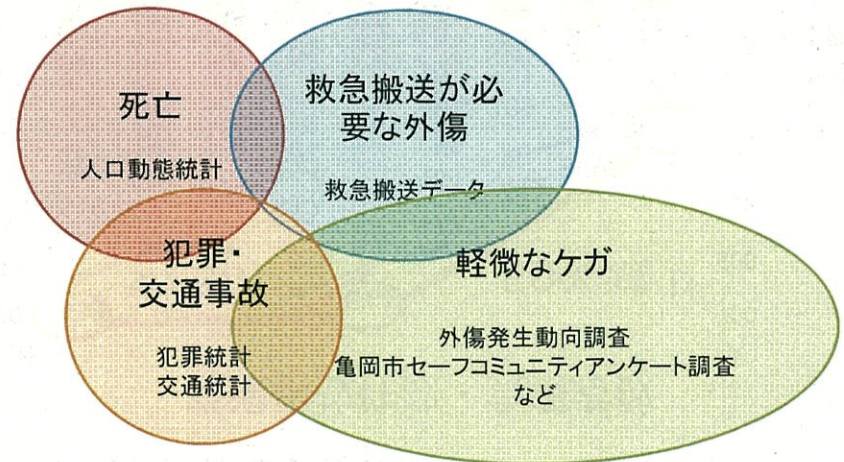 死亡
人口動態統計
救急搬送が必
要な外傷
救急搬送データ
犯罪・
交通事故
犯罪統計
交通統計
軽微なケガ
外傷発生動向調査
亀岡市セーフコミュニティアンケート調査
など